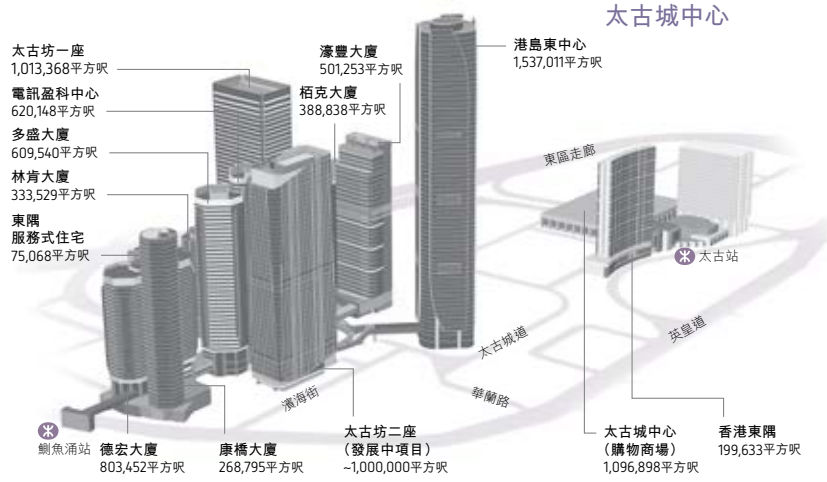 太古城中心
太古坊一座
1,013,368平方呎
電訊盈科中心
620,148平方呎
多盛大廈
609,540平方呎
林肯大廈
333,529平方呎
東隅
服務式住宅
75,068平方呎
濠豐大廈
501,253平方呎
栢克大廈
388,838平方呎
港島東中心
1,537,011平方呎
東區走廊
太古站
太古城道
英皇道
華蘭路
濱海街
鰂魚涌站
德宏大廈
803,452平方呎
康橋大廈
268,795平方呎
太古坊二座
(發展中項目)
~1,000,000平方呎
太古城中心
(購物商場)
1,096,898平方呎
香港東隅
199,633平方呎